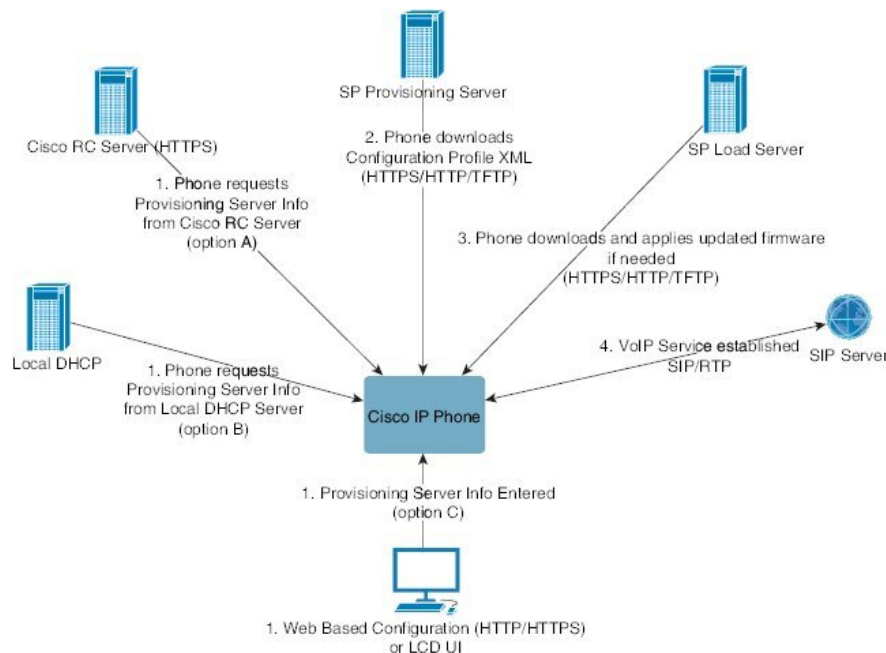 SP Provisioning Server
Cisco RC Server (HTTPS)
SP Load Server
2. Phone downloads
Configuration Profile XML
(HTTPS/HTTP/TFTP)
1. Phone requests
Provisioning Server Info
from Cisco RC Server
(option A)
3. Phone downloads and applies updated firmware
if needed
(HTTPS/HTTP/TFTP)
Local DHCP
1. Phone requests
Provisioning Server Info
from Local DHCP Server
(option B)
4. VoIP Service established
SIP/RTP
SIP Server
Cisco IP Phone
1. Provisioning Server Info Entered
(option C)
1. Web Based Configuration (HTTP/HTTPS)
or LCD UI